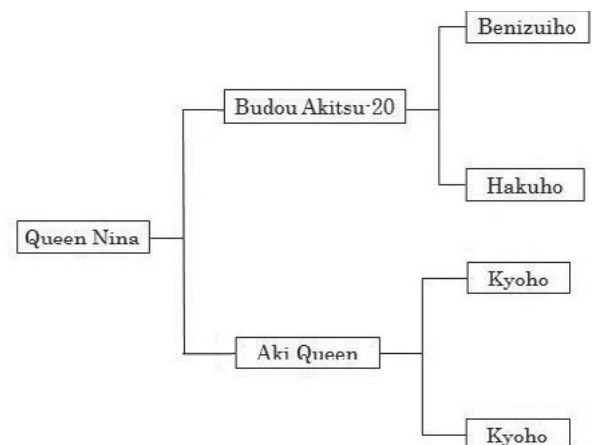 Benizuiho
Budou Akitsu-20
Hakuho
Queen Nina
Kyoho
Aki Queen
Kyoho